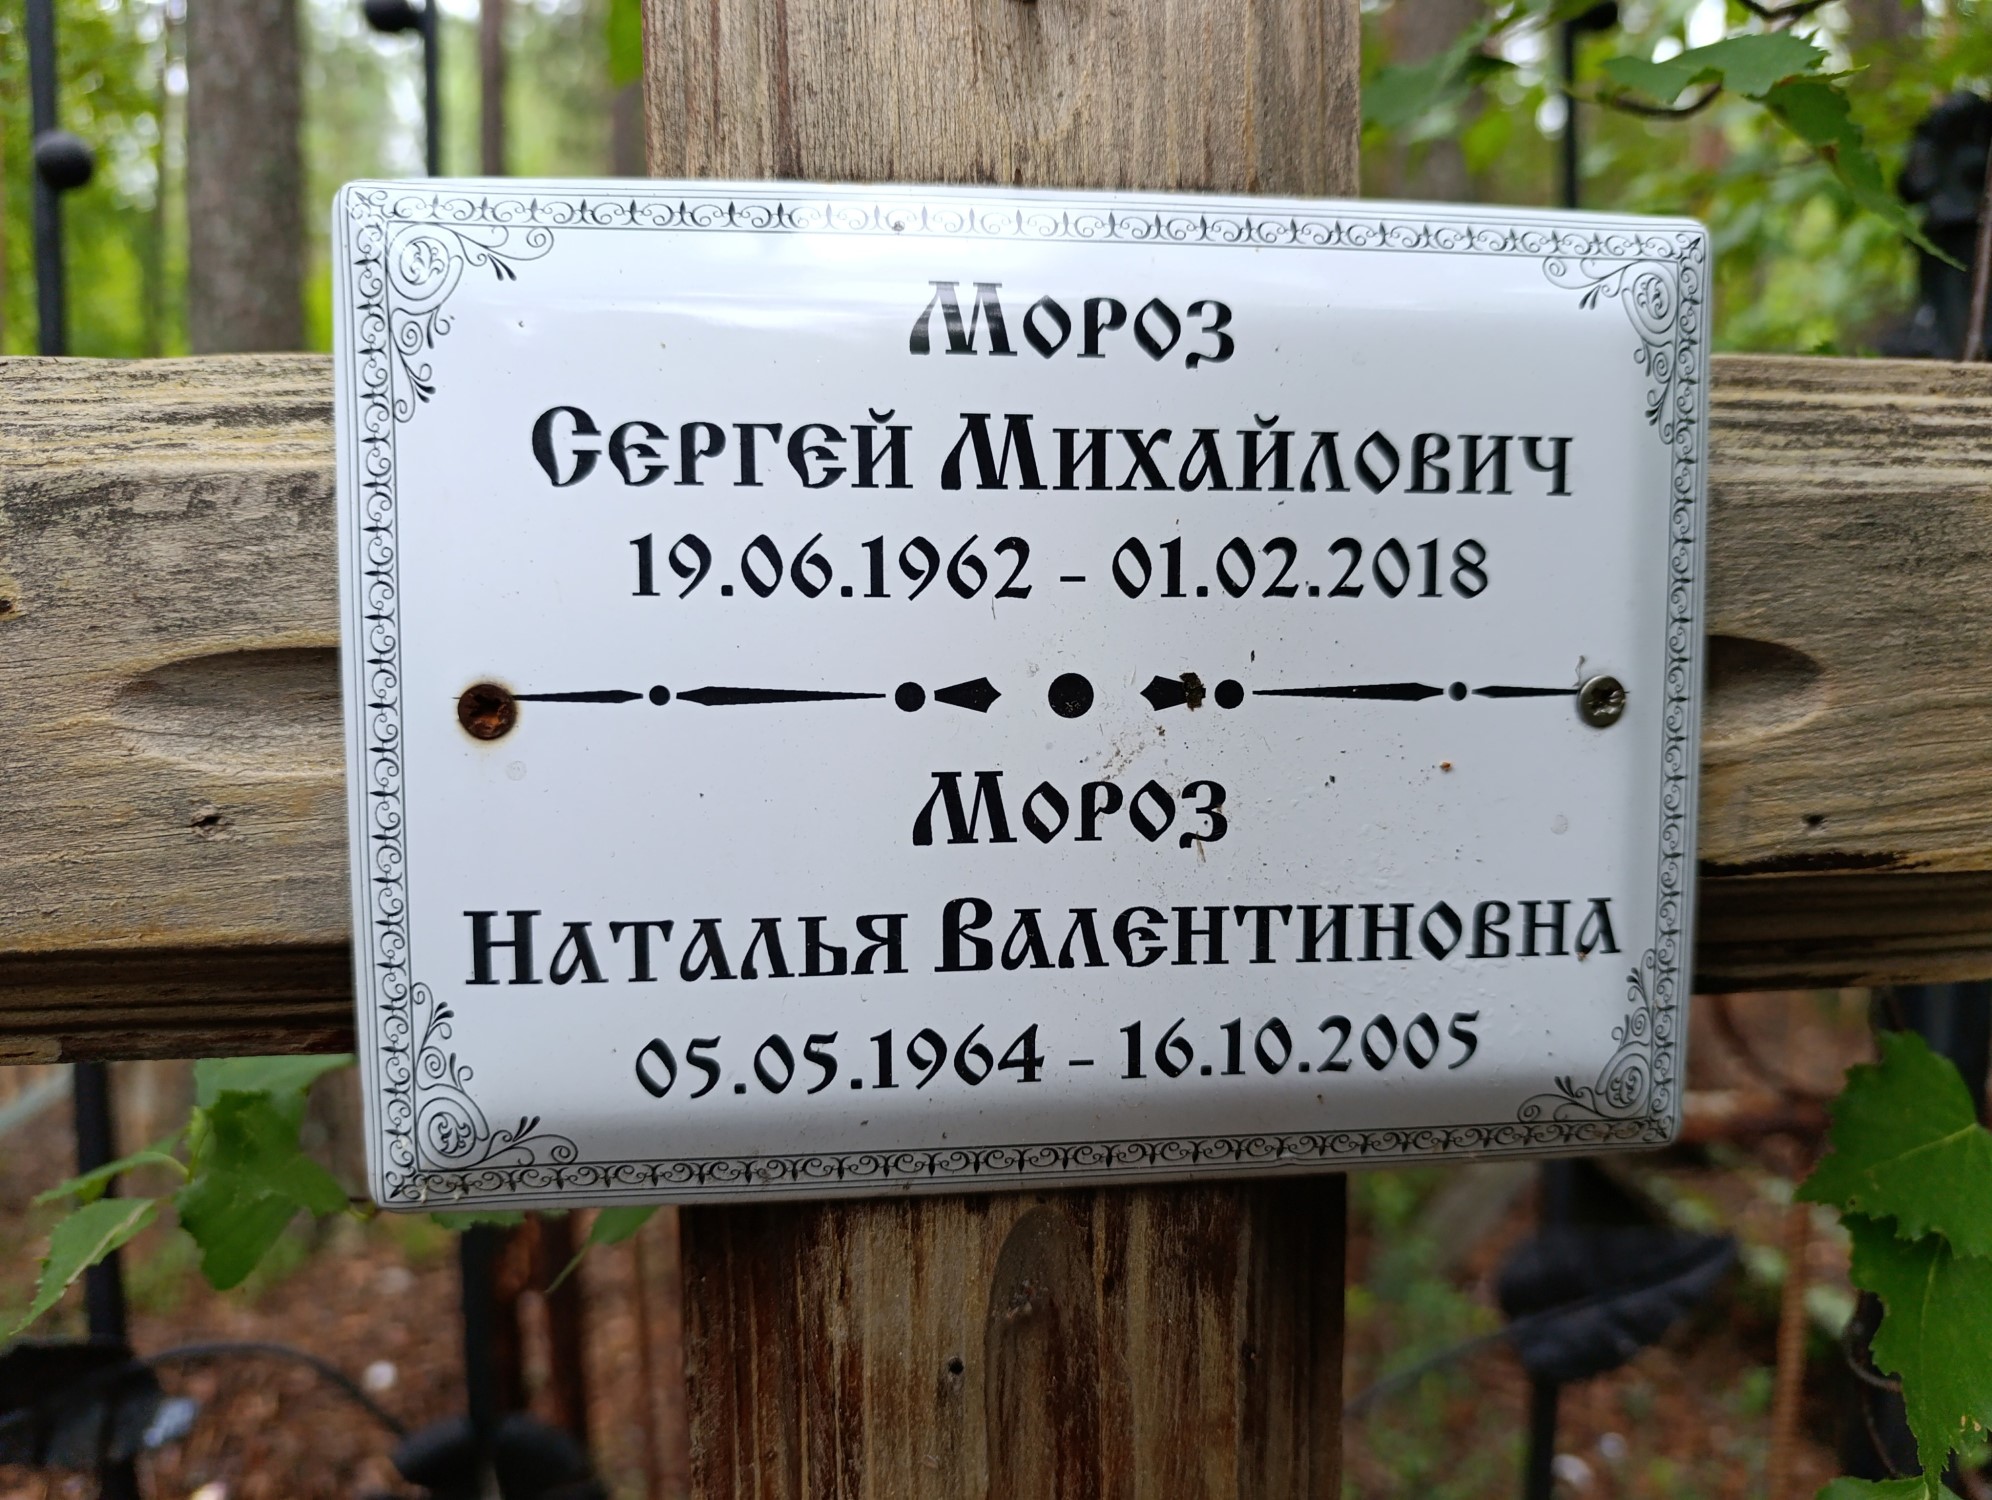 Мороз
Сергей Михайлович
19.06.1962 - 01.02.2018
Мороз
Наталья Валентиновна
05.05.1964 - 16.10.2005